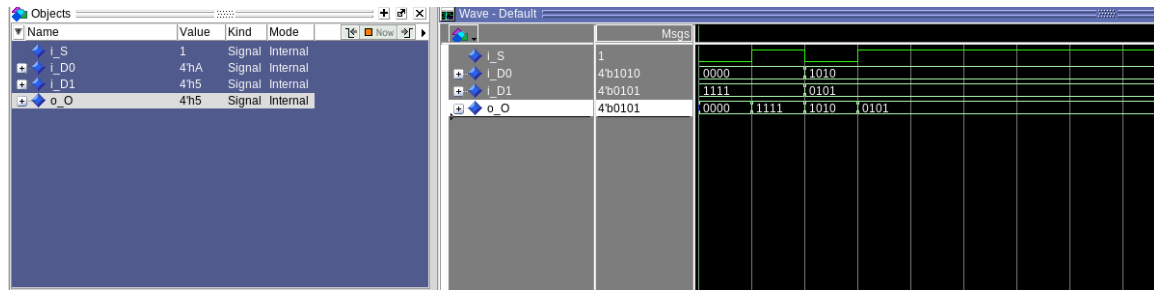 Objects
Name Value Kind Mode Now
i_S 1 Signal Internal
i_D0 4'hA Signal Internal
i_D1 4'h5 Signal Internal
o_O 4'h5 Signal Internal
Wave - Default
Msgs
i_S 1
i_D0 4'b1010 0000 1010
i_D1 4'b0101 1111 0101
o_O 4'b0101 0000 1111 1010 0101